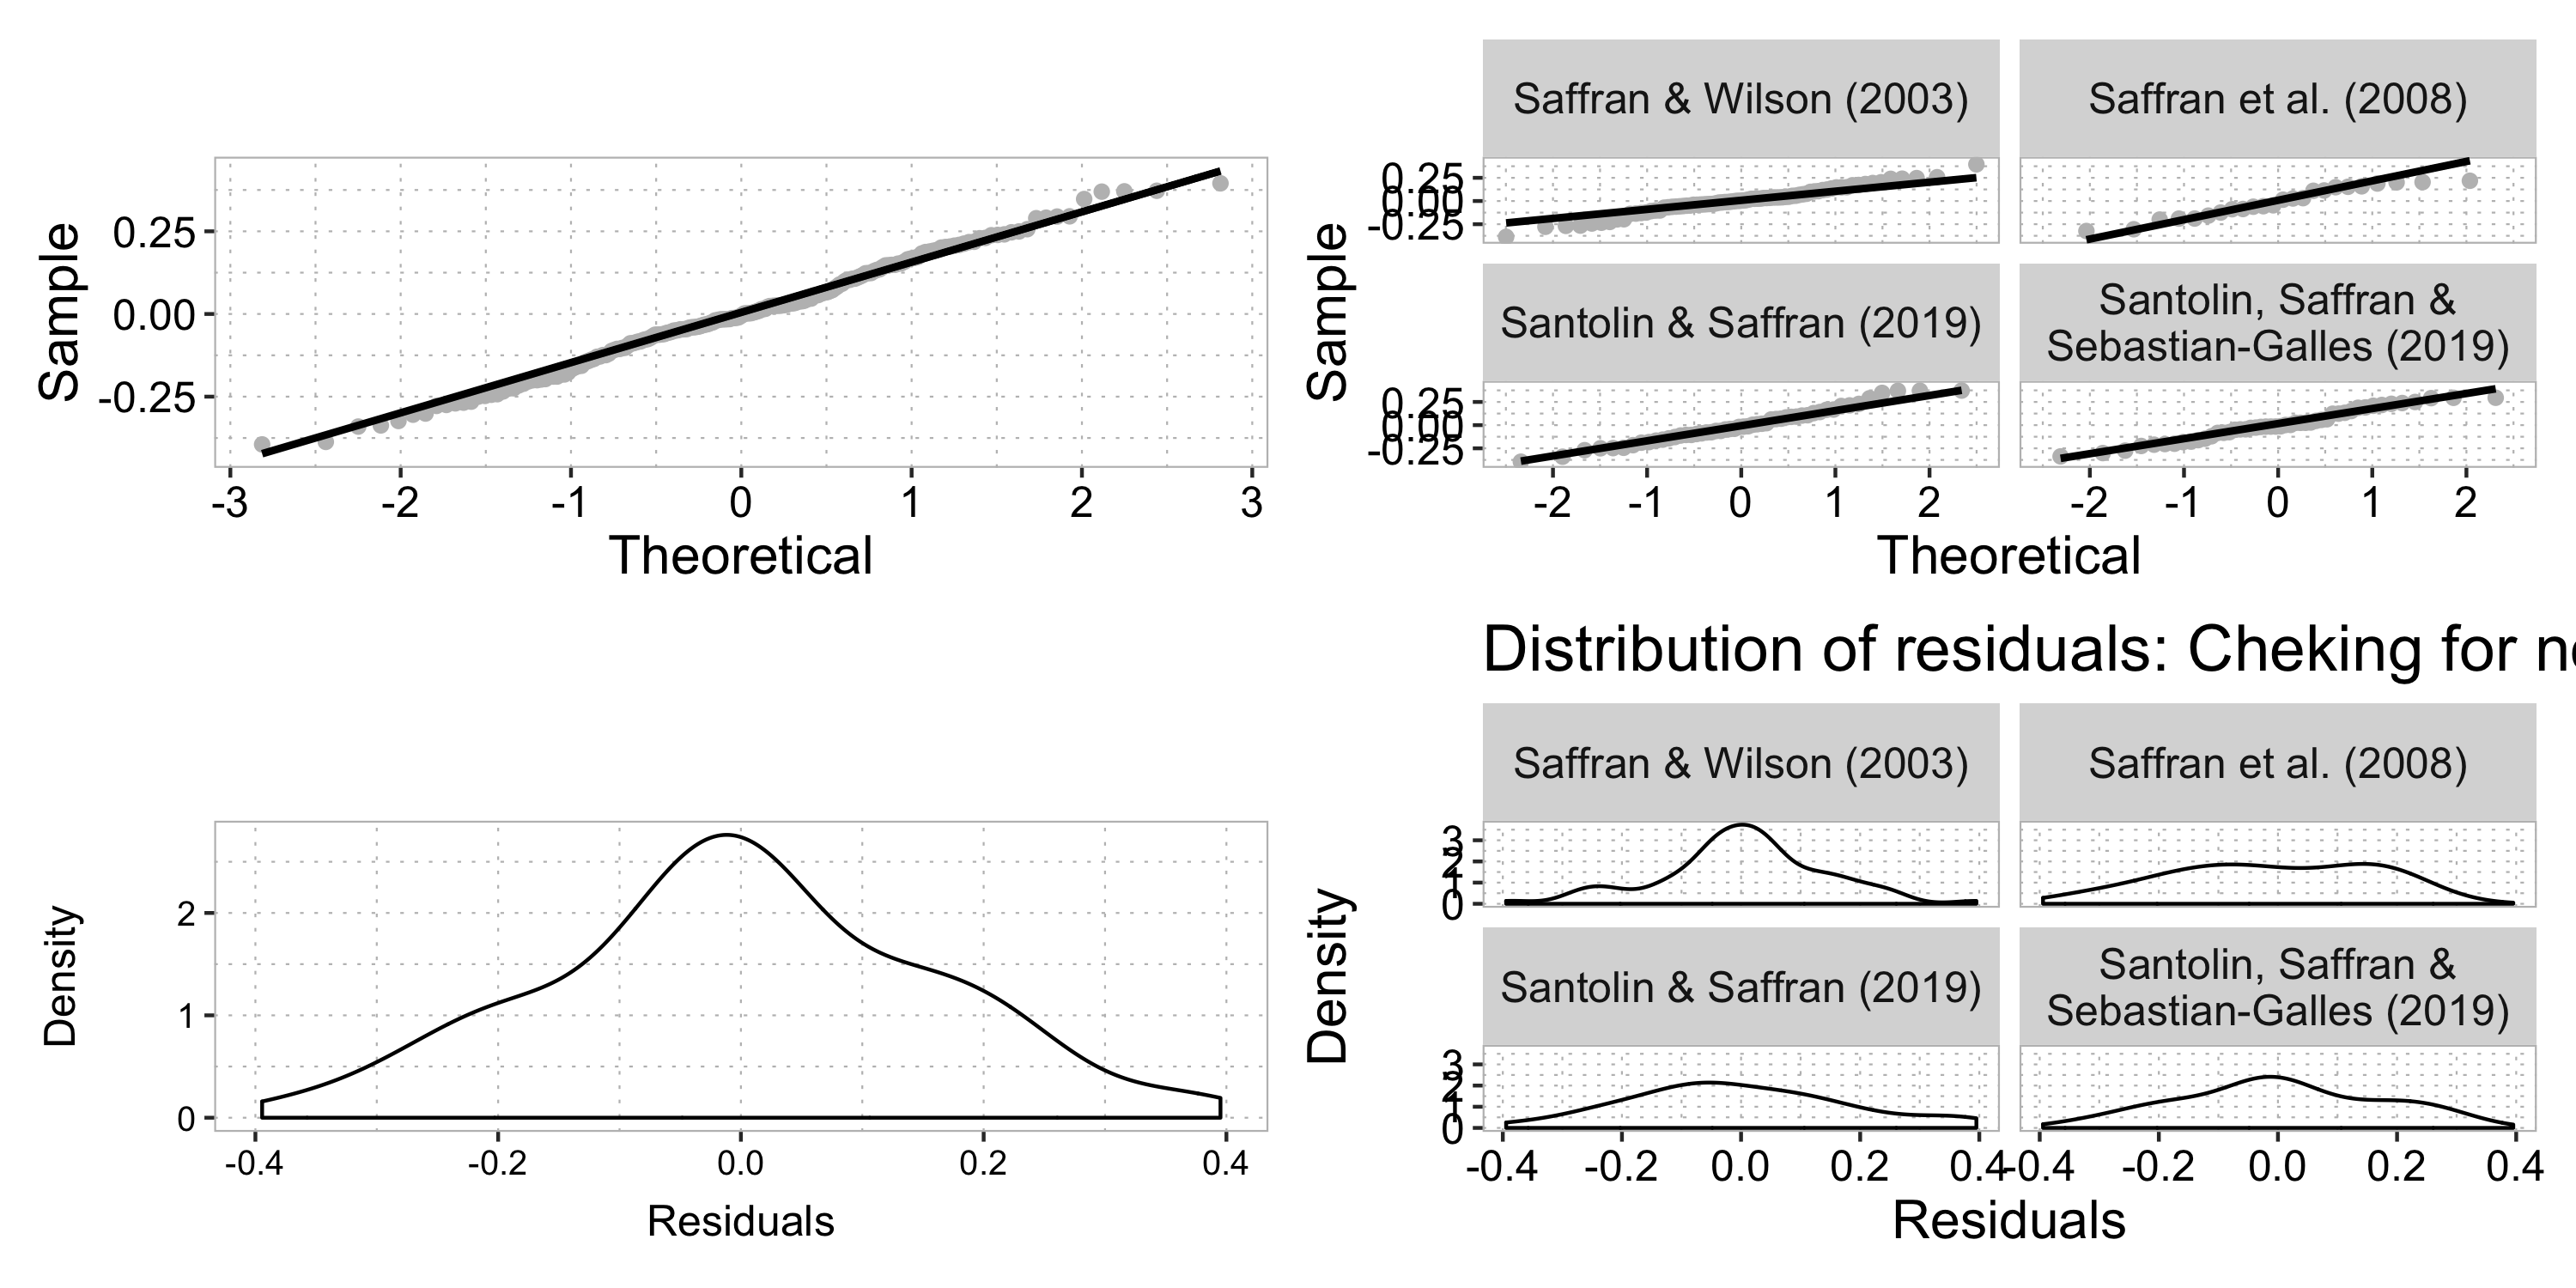 Sample
0.25
0.00
-0.25
-3 -2 -1 0 1 2 3
Theoretical
Saffran & Wilson (2003)
Saffran et al. (2008)
Sample
0.25
0.00
-0.25
Santolin & Saffran (2019)
Santolin, Saffran &
Sebastian-Galles (2019)
0.25
0.00
-0.25
-2 -1 0 1 2
-2 -1 0 1 2
Theoretical
Density
2
1
0
-0.4 -0.2 0.0 0.2 0.4
Residuals
Distribution of residuals: Cheking for
Saffran & Wilson (2003)
Saffran et al. (2008)
Density
3
2
1
0
Santolin & Saffran (2019)
Santolin, Saffran &
Sebastian-Galles (2019)
3
2
1
0
-0.4 -0.2 0.0 0.2 0.4
-0.4 -0.2 0.0 0.2 0.4
Residuals